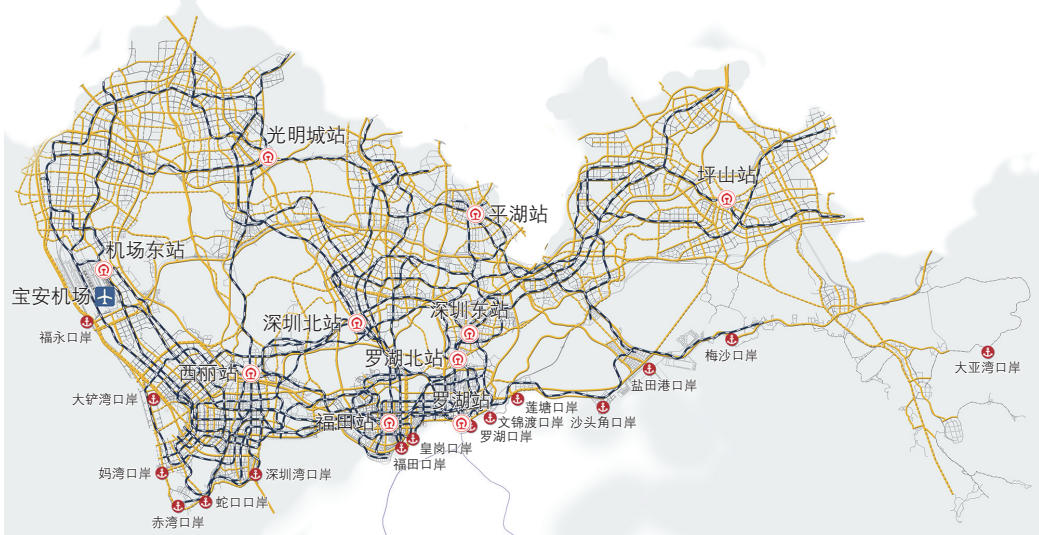 光明城站
坪山站
平湖站
机场东站
宝安机场
深圳东站
深圳北站
福永口岸
罗湖北站
梅沙口岸
大亚湾口岸
西丽站
盐田港口岸
大铲湾口岸
罗湖站
莲塘口岸
福田站
文锦渡口岸
沙头角口岸
罗湖口岸
皇岗口岸
福田口岸
妈湾口岸
深圳湾口岸
蛇口口岸
赤湾口岸